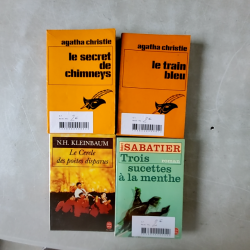 agatha christie
le secret
de
chimneys
agatha christie
le train
bleu
N.H. KLEINBAUM
Le Cercle
des poètes disparus
SABATIER
ROMAN
Trois
sucettes
à la menthe